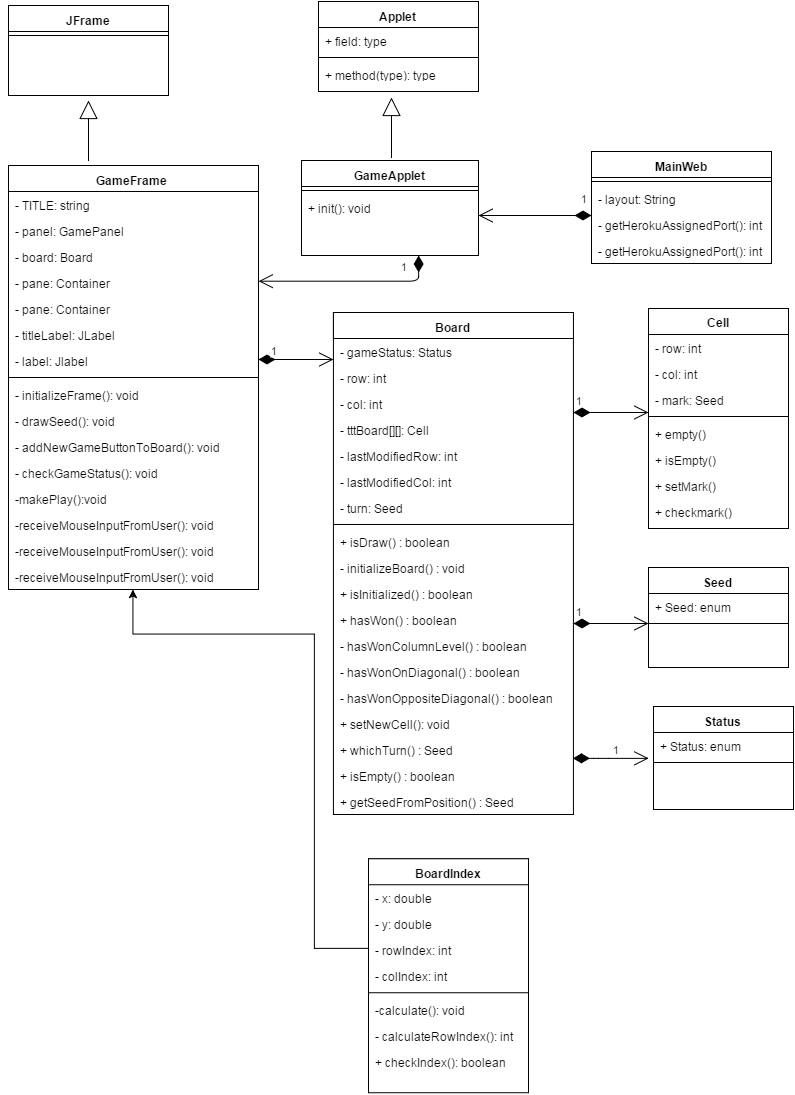 JFrame
Applet
+ field: type
+ method(type): type
GameFrame
- TITLE: string
- panel: GamePanel
- board: Board
- pane: Container
- pane: Container
- titleLabel: JLabel
- label: Jlabel
- initializeFrame(): void
- drawSeed(): void
- addNewGameButtonToBoard(): void
- checkGameStatus(): void
-makePlay():void
-receiveMouseInputFromUser(): void
-receiveMouseInputFromUser(): void
-receiveMouseInputFromUser(): void
GameApplet
+ init(): void
1
MainWeb
- layout: String
- getHerokuAssignedPort(): int
- getHerokuAssignedPort(): int
1
1
Board
- gameStatus: Status
- row: int
- col: int
- tttBoard[][]: Cell
- lastModifiedRow: int
- lastModifiedCol: int
- turn: Seed
+ isDraw() : boolean
- initializeBoard() : void
+ isInitialized() : boolean
+ hasWon() : boolean
- hasWonColumnLevel() : boolean
- hasWonOnDiagonal() : boolean
- hasWonOppositeDiagonal() : boolean
+ setNewCell(): void
+ whichTurn() : Seed
+ isEmpty() : boolean
+ getSeedFromPosition() : Seed
1
Cell
- row: int
- col: int
- mark: Seed
+ empty()
+ isEmpty()
+ setMark()
+ checkmark()
1
Seed
+ Seed: enum
1
Status
+ Status: enum
BoardIndex
- x: double
- y: double
- rowIndex: int
- colIndex: int
-calculate(): void
- calculateRowIndex(): int
+ checkIndex(): boolean